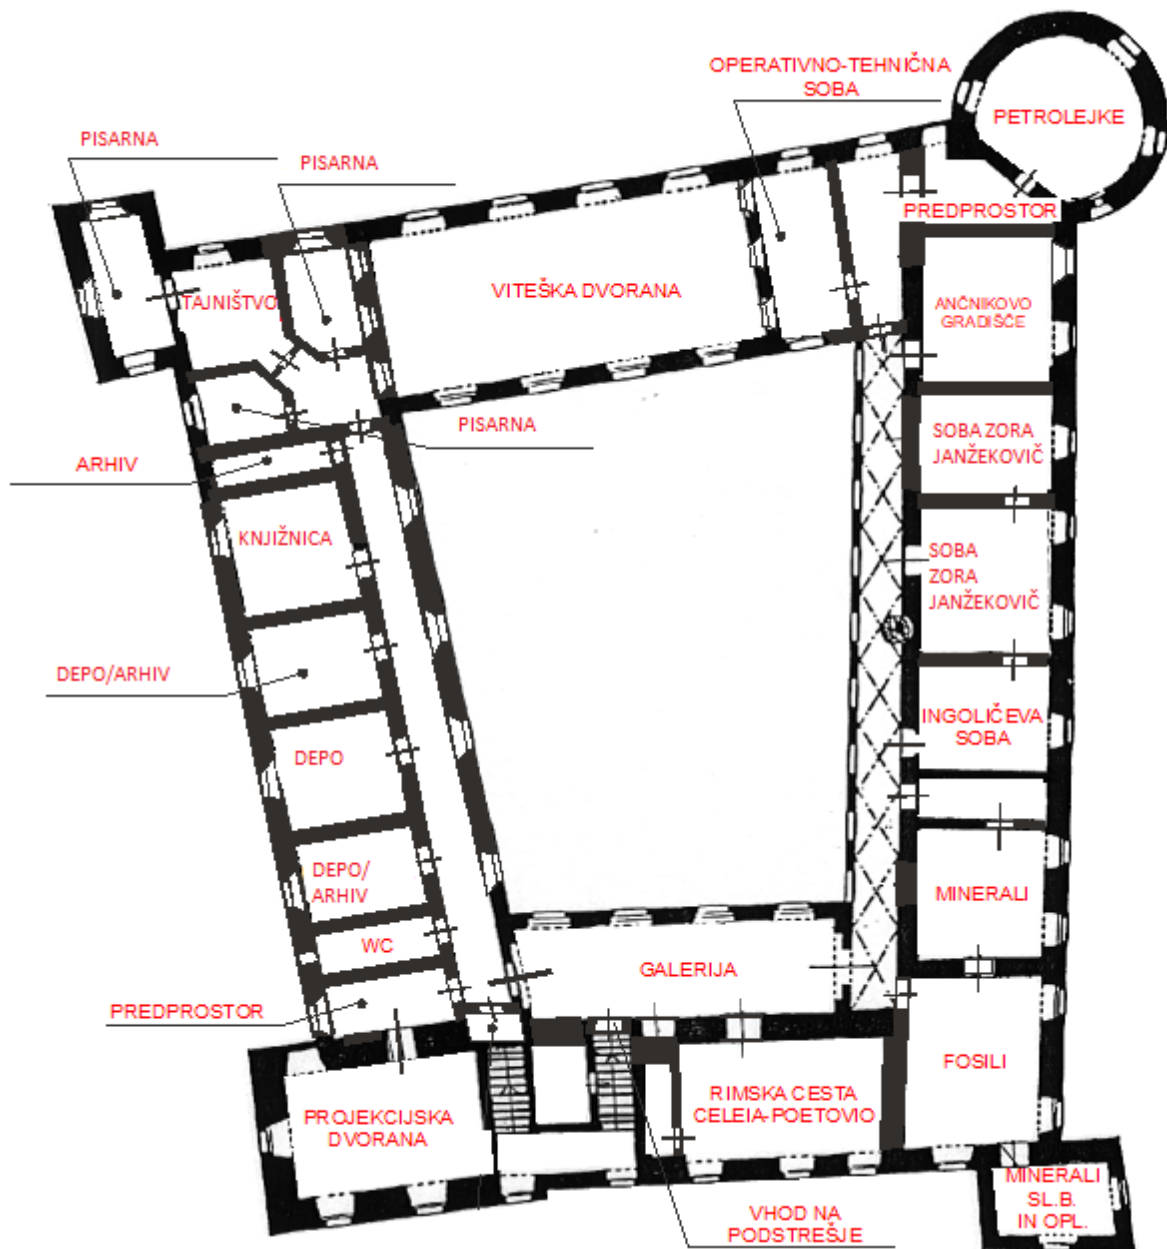 OPERATIVNO-TEHNIČNA
SOBA
PETROLEJKE
PISARNA
PISARNA
PREDPROSTOR
TAJNIŠTVO
VITEŠKA DVORANA
ANČNIKOVO
GRADIŠČE
PISARNA
SOBA ZORA
JANŽEKOVIČ
ARHIV
KNJIŽNICA
SOBA
ZORA
JANŽEKOVIČ
DEPO/ARHIV
INGOLIČEVA
SOBA
DEPO
DEPO/
ARHIV
MINERALI
WC
GALERIJA
PREDPROSTOR
FOSILI
RIMSKA CESTA
CELEIA-POETOVIO
PROJEKCIJSKA
DVORANA
MINERALI
SL.B.
IN OPL.
VHOD NA
PODSTREŠJE